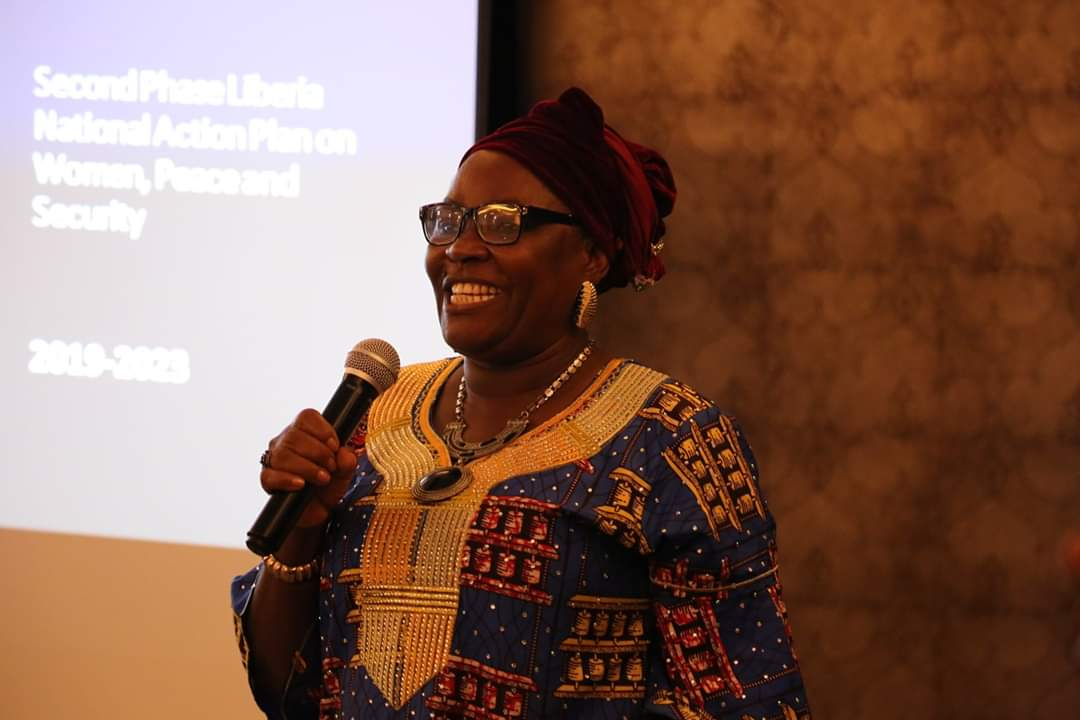 Second Phase Liberia
National Action Plan on
Women, Peace and
Security
2019-2023